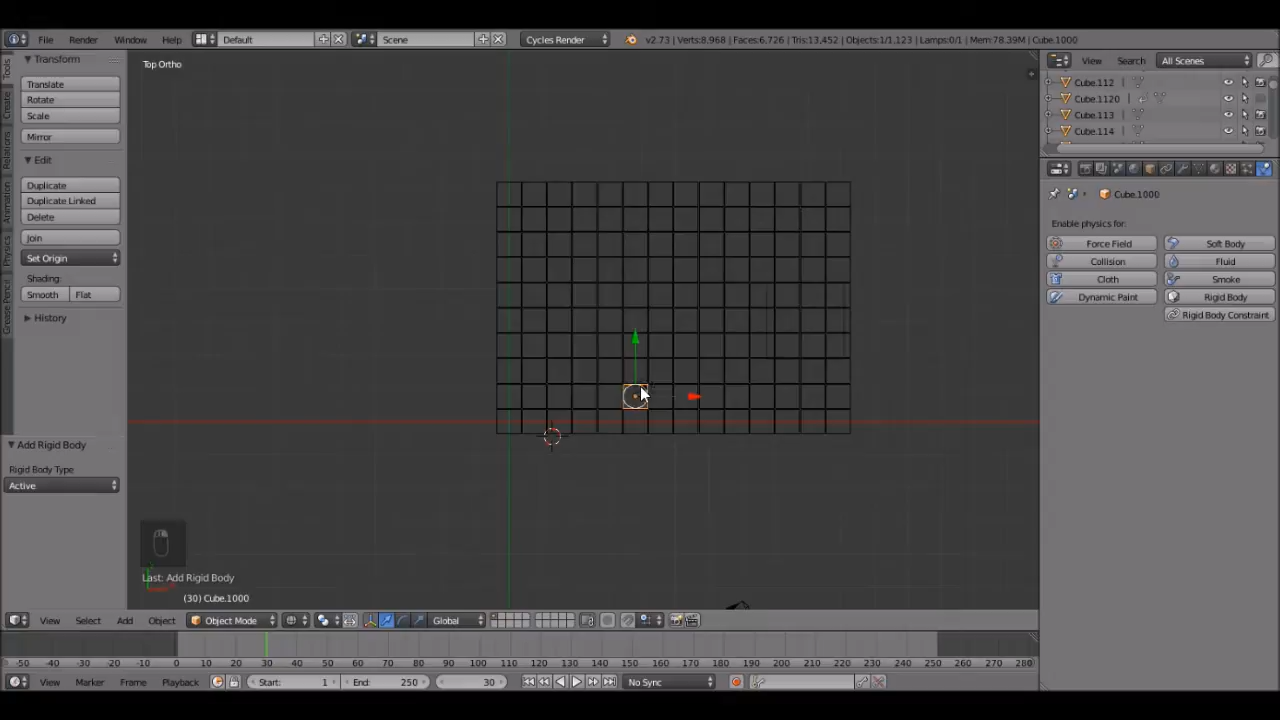 File Render Window Help Default Scene Cycles Render v2.73 | Verts:8,968 | Faces:6,726 | Tris:13,452 | Objects:1/1,123 | Lamps:0/1 | Mem:78.39M | Cube.1000
Tools
Create
Relations
Animation
Physics
Grease Pencil
Transform
Translate
Rotate
Scale
Mirror
Edit
Duplicate
Duplicate Linked
Delete
Join
Set Origin
Shading:
Smooth Flat
History
Add Rigid Body
Rigid Body Type
Active
Top Ortho
Last: Add Rigid Body
(30) Cube.1000
View Search All Scenes
Cube.112
Cube.1120
Cube.113
Cube.114
Cube.1000
Enable physics for:
Force Field Soft Body
Collision Fluid
Cloth Smoke
Dynamic Paint Rigid Body
Rigid Body Constraint
View Select Add Object Object Mode Global
-50 -40 -30 -20 -10 0 10 20 30 40 50 60 70 80 90 100 110 120 130 140 150 160 170 180 190 200 210 220 230 240 250 260 270 280
View Marker Frame Playback Start: 1 End: 250 30 No Sync